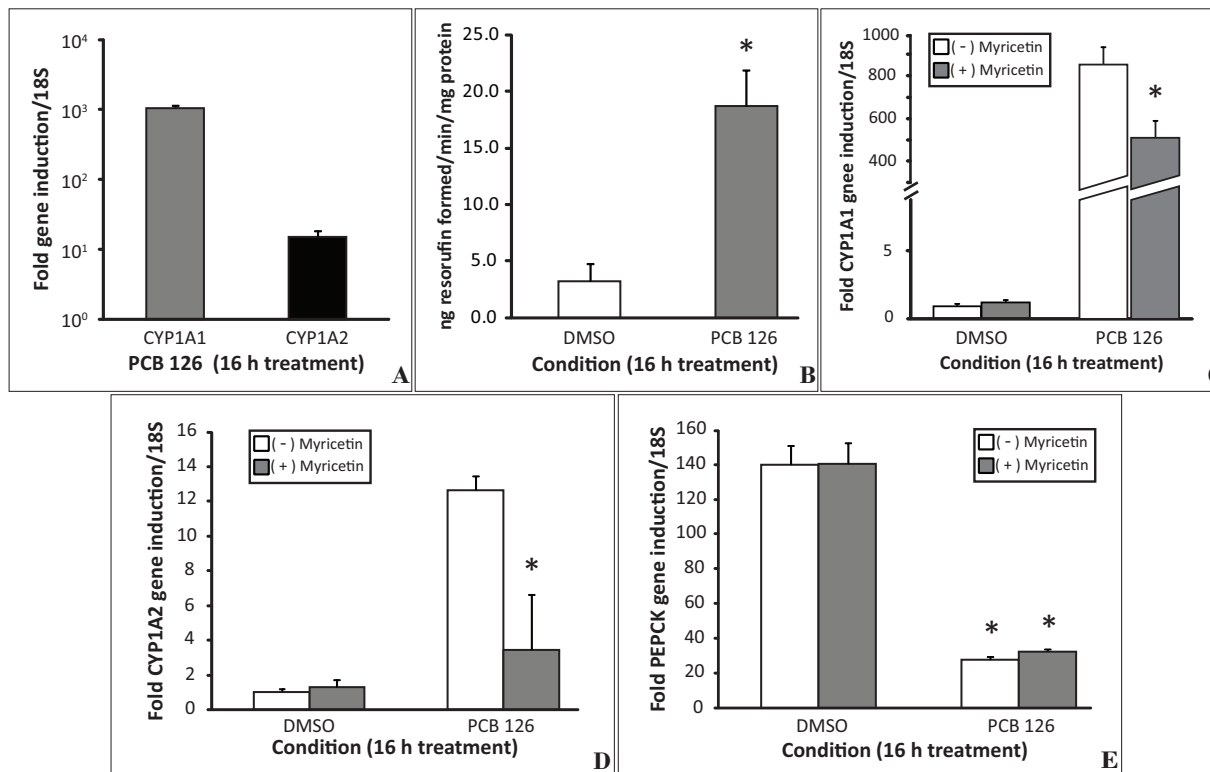 Fold gene induction/18S
10⁴
10³
10²
10¹
10⁰
CYP1A1 CYP1A2
PCB 126 (16 h treatment)
A
ng resorufin formed/min/mg protein
25.0
20.0
15.0
10.0
5.0
0.0
*
DMSO PCB 126
Condition (16 h treatment)
B
Fold CYP1A1 gnee induction/18S
(-) Myricetin
(+) Myricetin
1000
800
600
400
5
0
*
DMSO PCB 126
Condition (16 h treatment)
C
Fold CYP1A2 gene induction/18S
(-) Myricetin
(+) Myricetin
16
14
12
10
8
6
4
2
0
*
DMSO PCB 126
Condition (16 h treatment)
D
Fold PEPCK gene induction/18S
(-) Myricetin
(+) Myricetin
160
140
120
100
80
60
40
20
0
* *
DMSO PCB 126
Condition (16 h treatment)
E